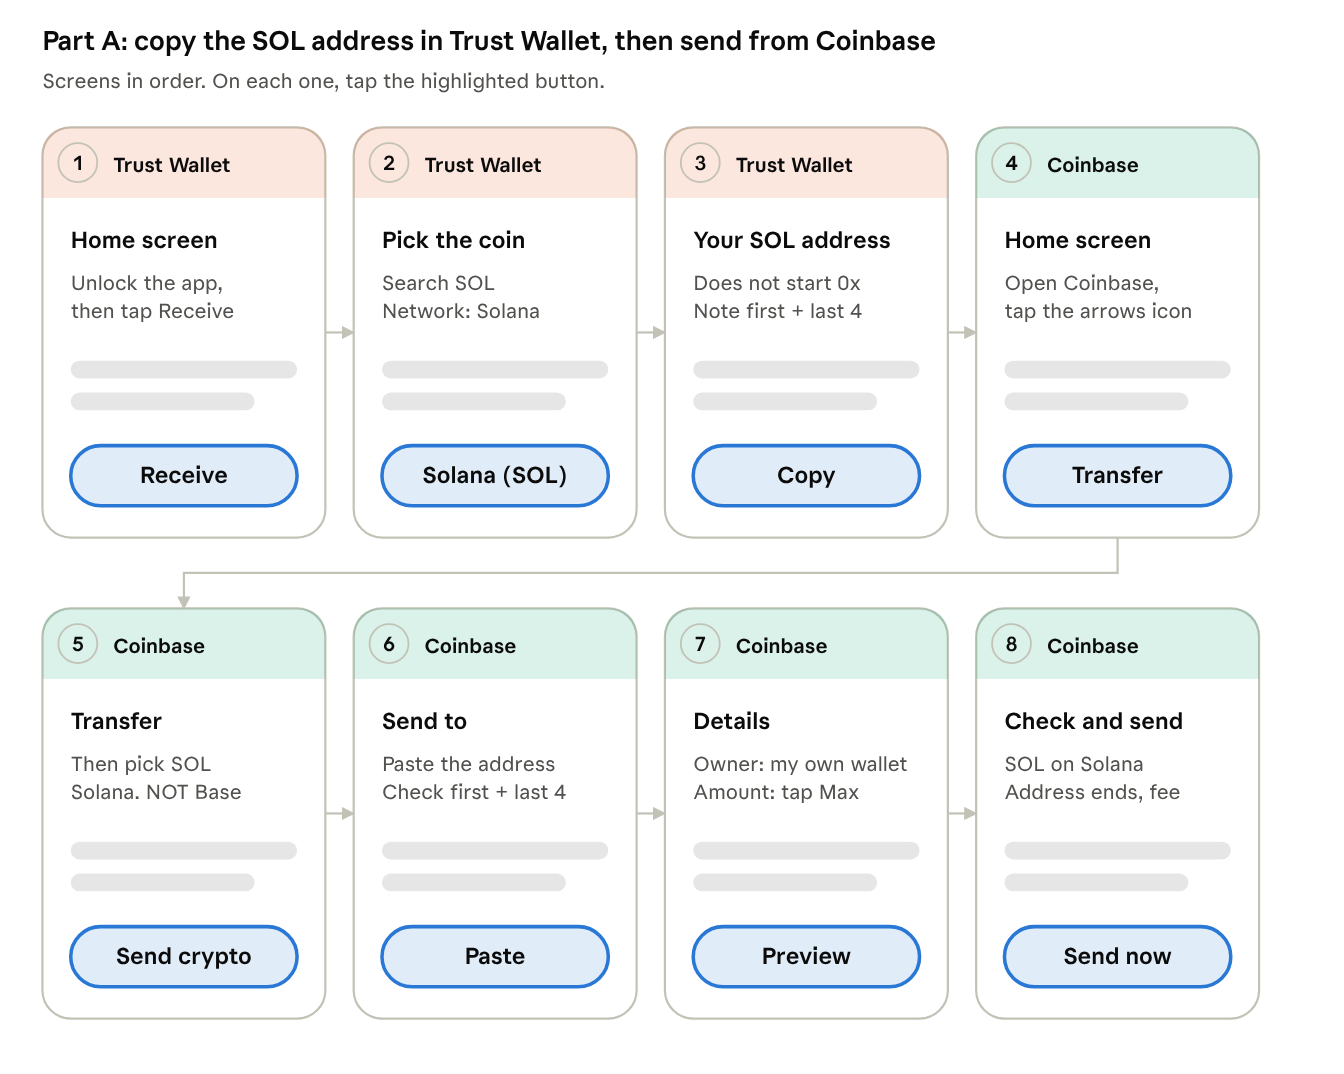 Part A: copy the SOL address in Trust Wallet, then send from Coinbase
Screens in order. On each one, tap the highlighted button.
1 Trust Wallet
Home screen
Unlock the app,
then tap Receive
Receive
2 Trust Wallet
Pick the coin
Search SOL
Network: Solana
Solana (SOL)
3 Trust Wallet
Your SOL address
Does not start 0x
Note first + last 4
Copy
4 Coinbase
Home screen
Open Coinbase,
tap the arrows icon
Transfer
5 Coinbase
Transfer
Then pick SOL
Solana. NOT Base
Send crypto
6 Coinbase
Send to
Paste the address
Check first + last 4
Paste
7 Coinbase
Details
Owner: my own wallet
Amount: tap Max
Preview
8 Coinbase
Check and send
SOL on Solana
Address ends, fee
Send now